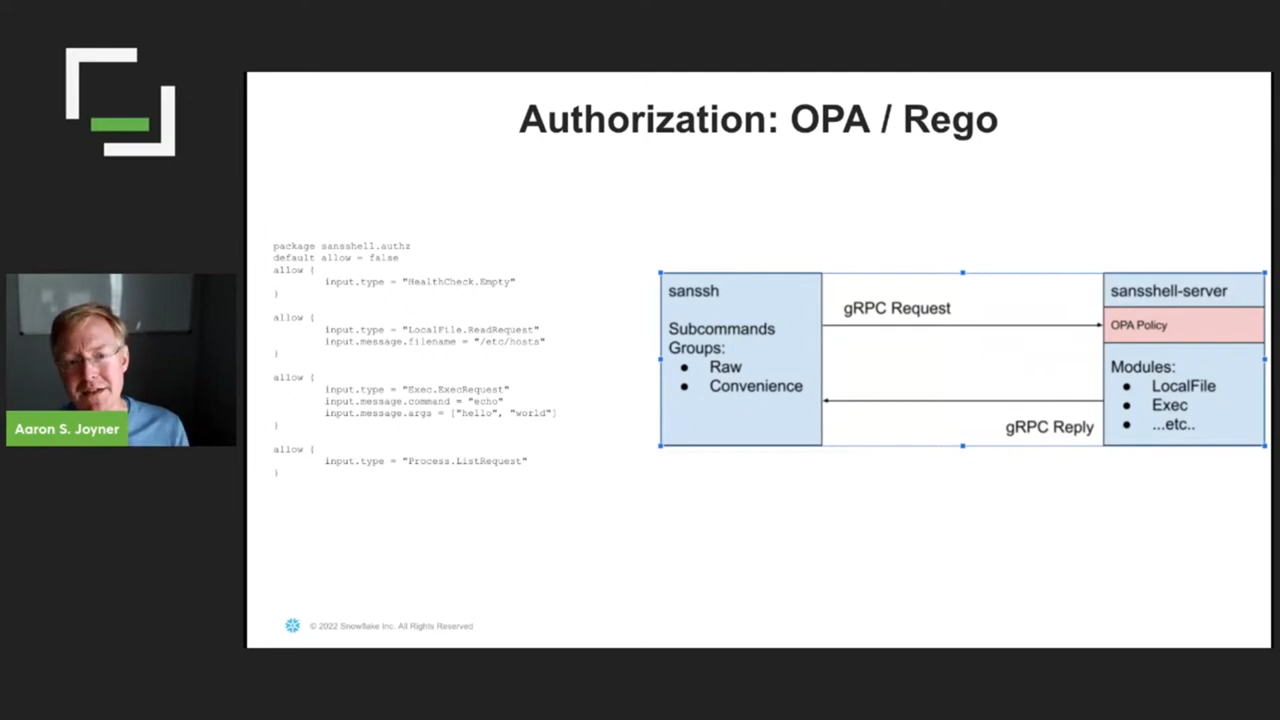 Authorization: OPA / Rego
package sansshell.authz
default allow = false
allow {
input.type = "HealthCheck.Empty"
}
allow {
input.type = "LocalFile.ReadRequest"
input.message.filename = "/etc/hosts"
}
allow {
input.type = "Exec.ExecRequest"
input.message.command = "echo"
input.message.args = ["hello", "world"]
}
allow {
input.type = "Process.ListRequest"
}
sanssh
Subcommands
Groups:
● Raw
● Convenience
gRPC Request
gRPC Reply
sansshell-server
OPA Policy
Modules:
● LocalFile
● Exec
● ...etc..
Aaron S. Joyner
© 2022 Snowflake Inc. All Rights Reserved